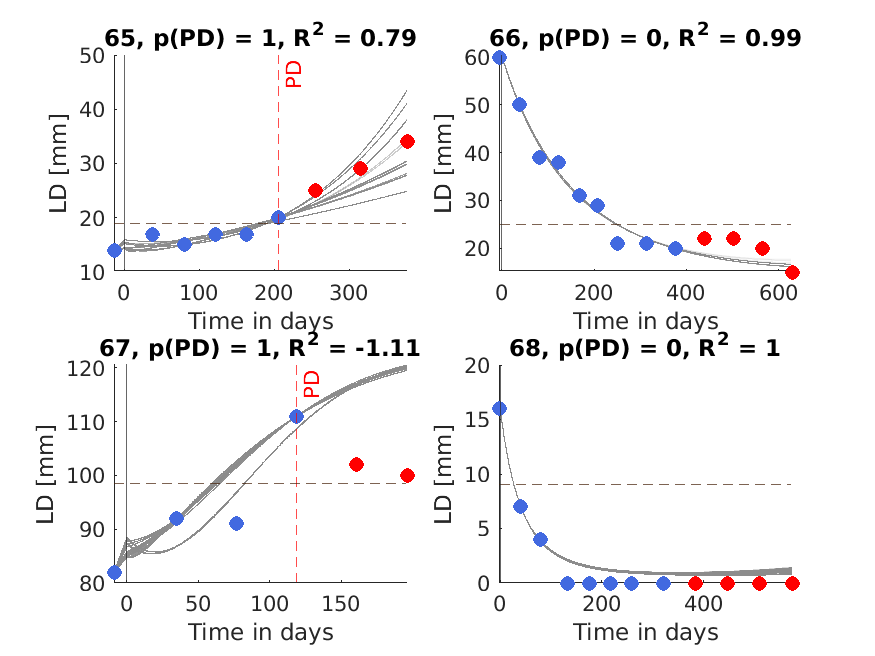 65, p(PD) = 1, R² = 0.79
50
40
30
20
10
LD [mm]
PD
0 100 200 300
Time in days
66, p(PD) = 0, R² = 0.99
60
50
40
30
20
LD [mm]
0 200 400 600
Time in days
67, p(PD) = 1, R² = -1.11
120
110
100
90
80
LD [mm]
PD
0 50 100 150
Time in days
68, p(PD) = 0, R² = 1
20
15
10
5
0
LD [mm]
0 200 400
Time in days